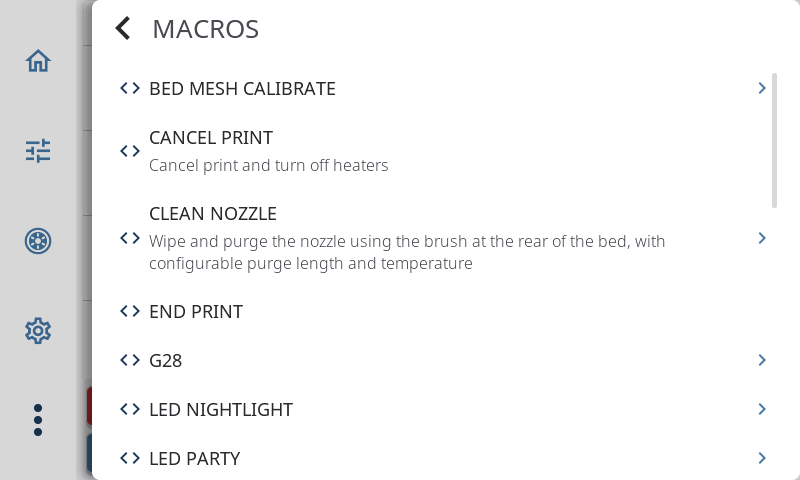 MACROS
BED MESH CALIBRATE
CANCEL PRINT
Cancel print and turn off heaters
CLEAN NOZZLE
Wipe and purge the nozzle using the brush at the rear of the bed, with
configurable purge length and temperature
END PRINT
G28
LED NIGHTLIGHT
LED PARTY